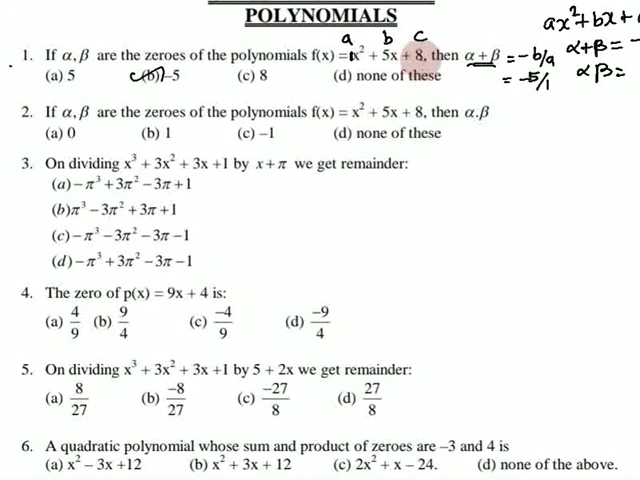 POLYNOMIALS
ax² + bx +
a b c
1. If α, β are the zeroes of the polynomials f(x) = 1x² + 5x + 8, then α + β = -b/a
α + β = -
(a) 5 (b) –5 (c) 8 (d) none of these = -5/1
αβ =
2. If α, β are the zeroes of the polynomials f(x) = x² + 5x + 8, then α.β
(a) 0 (b) 1 (c) –1 (d) none of these
3. On dividing x³ + 3x² + 3x +1 by x + π we get remainder:
(a) – π³ + 3π² – 3π + 1
(b) π³ – 3π² + 3π + 1
(c) – π³ – 3π² – 3π – 1
(d) – π³ + 3π² – 3π – 1
4. The zero of p(x) = 9x + 4 is:
(a) 4/9 (b) 9/4 (c) –4/9 (d) –9/4
5. On dividing x³ + 3x² + 3x +1 by 5 + 2x we get remainder:
(a) 8/27 (b) –8/27 (c) –27/8 (d) 27/8
6. A quadratic polynomial whose sum and product of zeroes are –3 and 4 is
(a) x² – 3x +12 (b) x² + 3x + 12 (c) 2x² + x – 24. (d) none of the above.